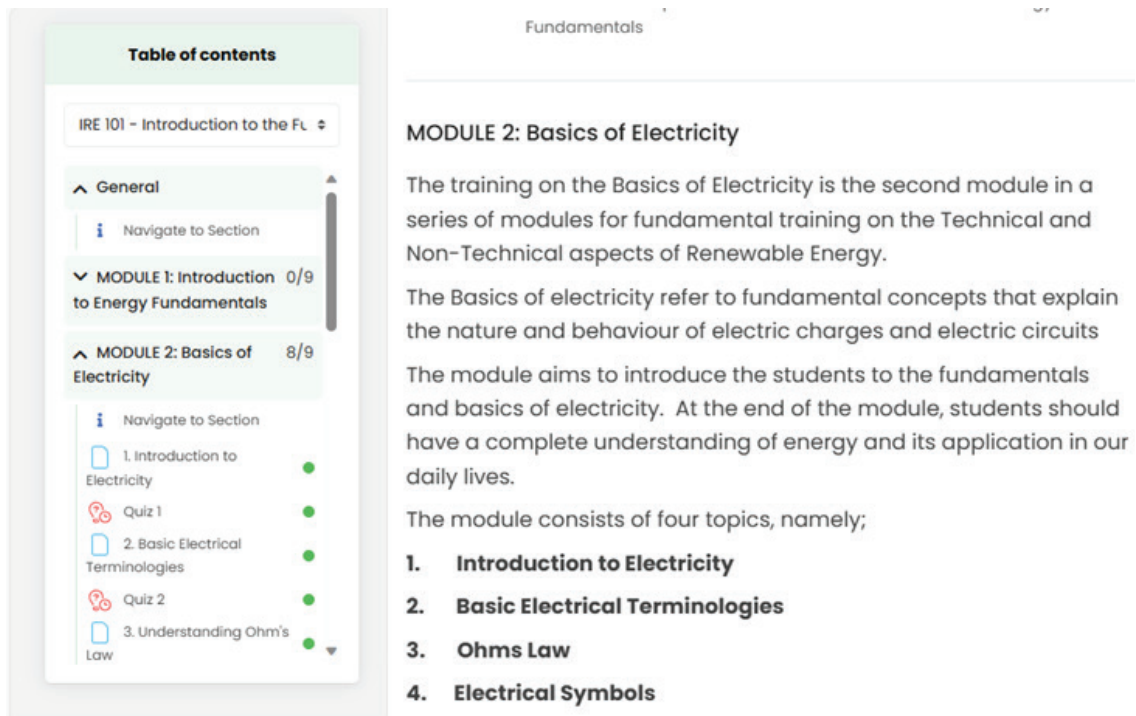 Table of contents
IRE 101 - Introduction to the Fu
General
Navigate to Section
MODULE 1: Introduction 0/9
to Energy Fundamentals
MODULE 2: Basics of 8/9
Electricity
Navigate to Section
1. Introduction to
Electricity
Quiz 1
2. Basic Electrical
Terminologies
Quiz 2
3. Understanding Ohm's
Law
Fundamentals
MODULE 2: Basics of Electricity
The training on the Basics of Electricity is the second module in a
series of modules for fundamental training on the Technical and
Non-Technical aspects of Renewable Energy.
The Basics of electricity refer to fundamental concepts that explain
the nature and behaviour of electric charges and electric circuits
The module aims to introduce the students to the fundamentals
and basics of electricity. At the end of the module, students should
have a complete understanding of energy and its application in our
daily lives.
The module consists of four topics, namely;
1. Introduction to Electricity
2. Basic Electrical Terminologies
3. Ohms Law
4. Electrical Symbols